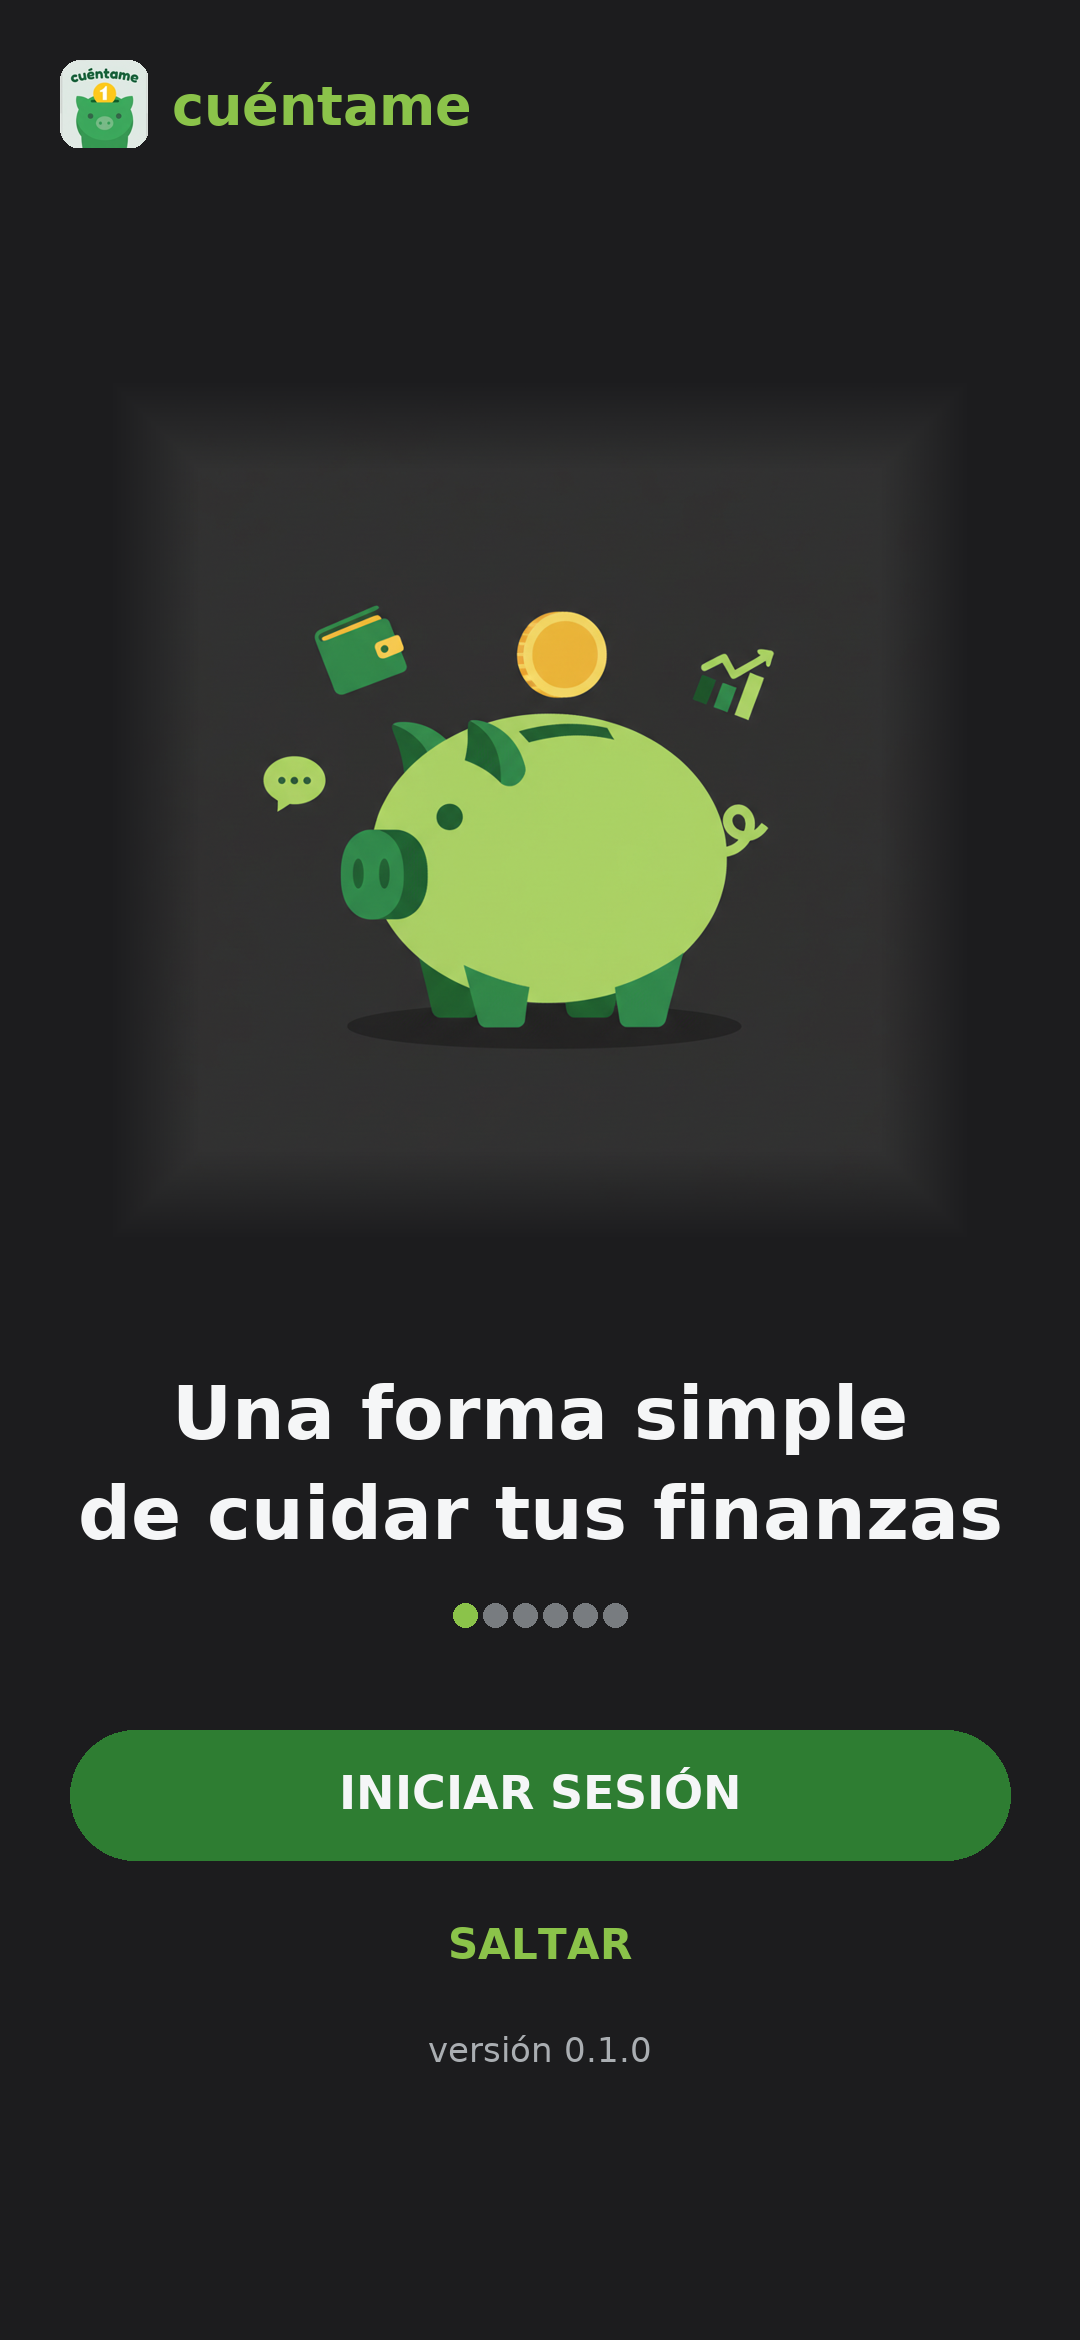 cuéntame
1
cuéntame
Una forma simple
de cuidar tus finanzas
INICIAR SESIÓN
SALTAR
versión 0.1.0